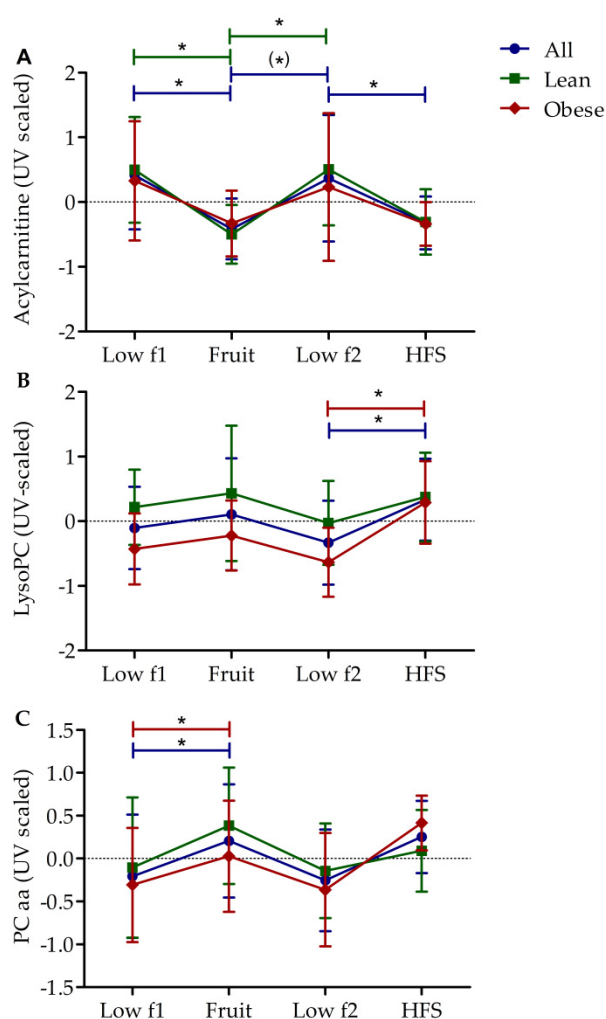 A
*
*
*
(*)
*
All
Lean
Obese
Acylcarnitine (UV scaled)
2
1
0
-1
-2
Low f1 Fruit Low f2 HFS
B
*
*
LysoPC (UV-scaled)
2
1
0
-1
-2
Low f1 Fruit Low f2 HFS
C
*
*
PC aa (UV scaled)
1.5
1.0
0.5
0.0
-0.5
-1.0
-1.5
Low f1 Fruit Low f2 HFS